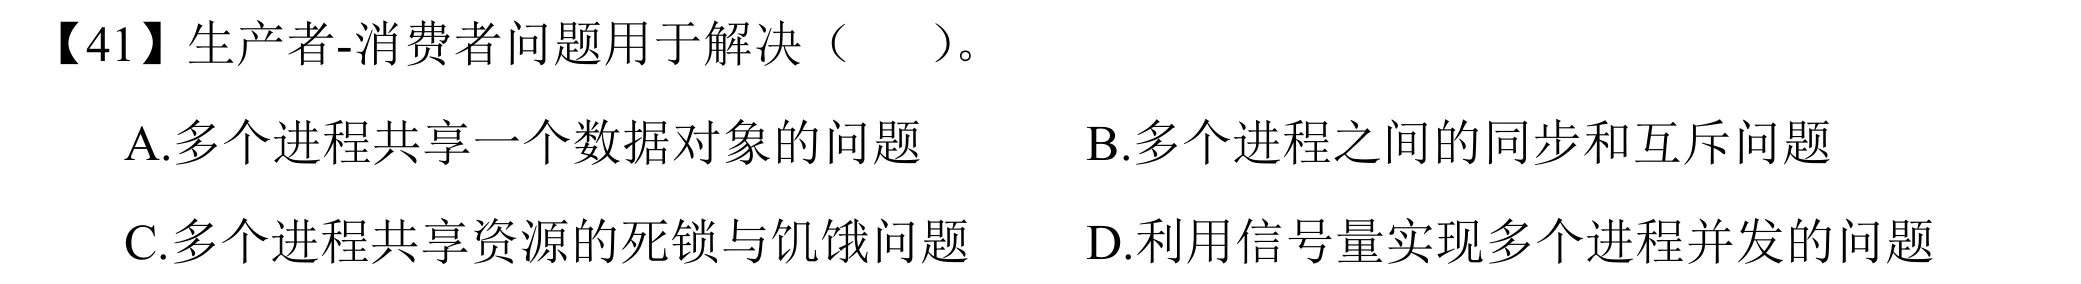 【41】生产者-消费者问题用于解决（　　）。
A.多个进程共享一个数据对象的问题　　B.多个进程之间的同步和互斥问题
C.多个进程共享资源的死锁与饥饿问题　　D.利用信号量实现多个进程并发的问题